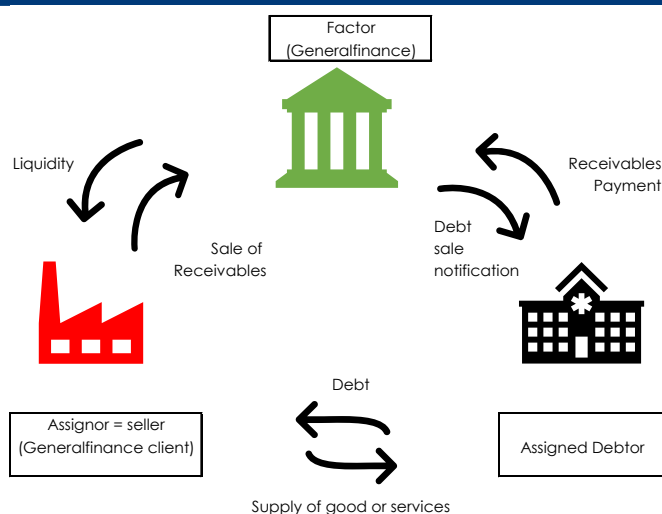 Factor
(Generalfinance)
Liquidity
Receivables
Payment
Sale of
Receivables
Debt
sale
notification
Debt
Assignor = seller
(Generalfinance client)
Assigned Debtor
Supply of good or services